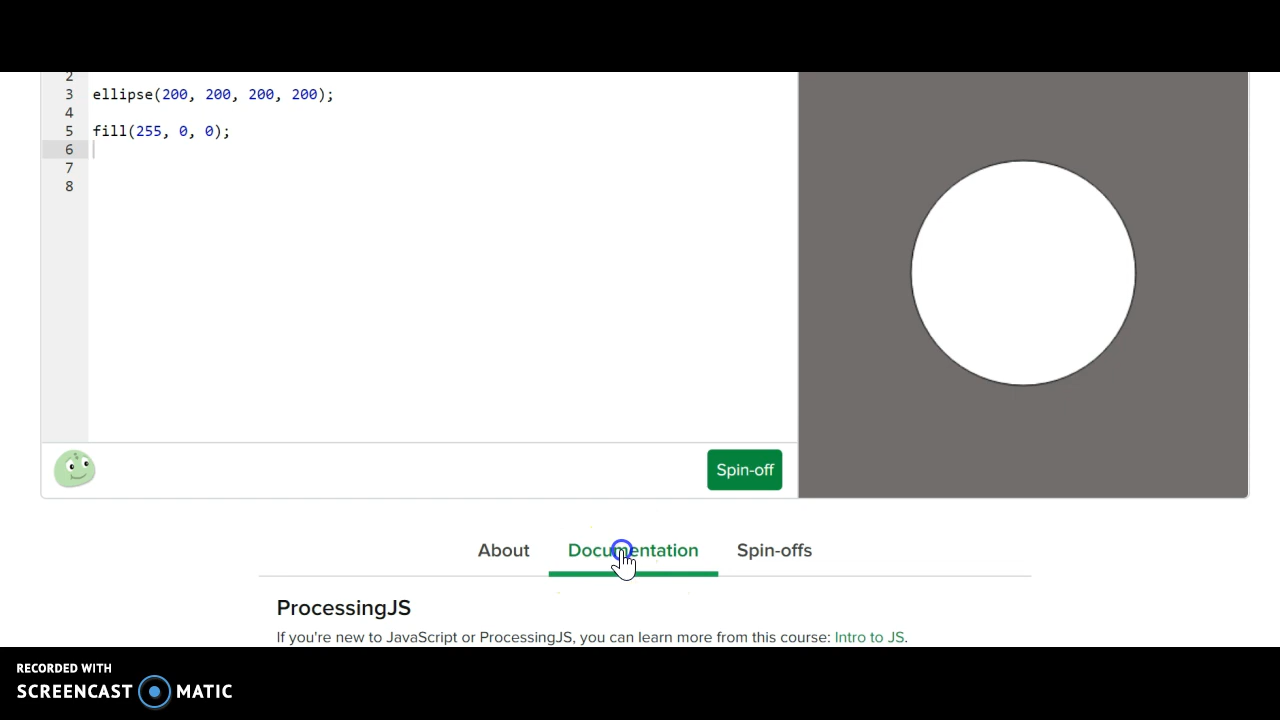 2
3 ellipse(200, 200, 200, 200);
4
5 fill(255, 0, 0);
6
7
8
Spin-off
About Documentation Spin-offs
ProcessingJS
If you're new to JavaScript or ProcessingJS, you can learn more from this course: Intro to JS.
RECORDED WITH
SCREENCAST MATIC